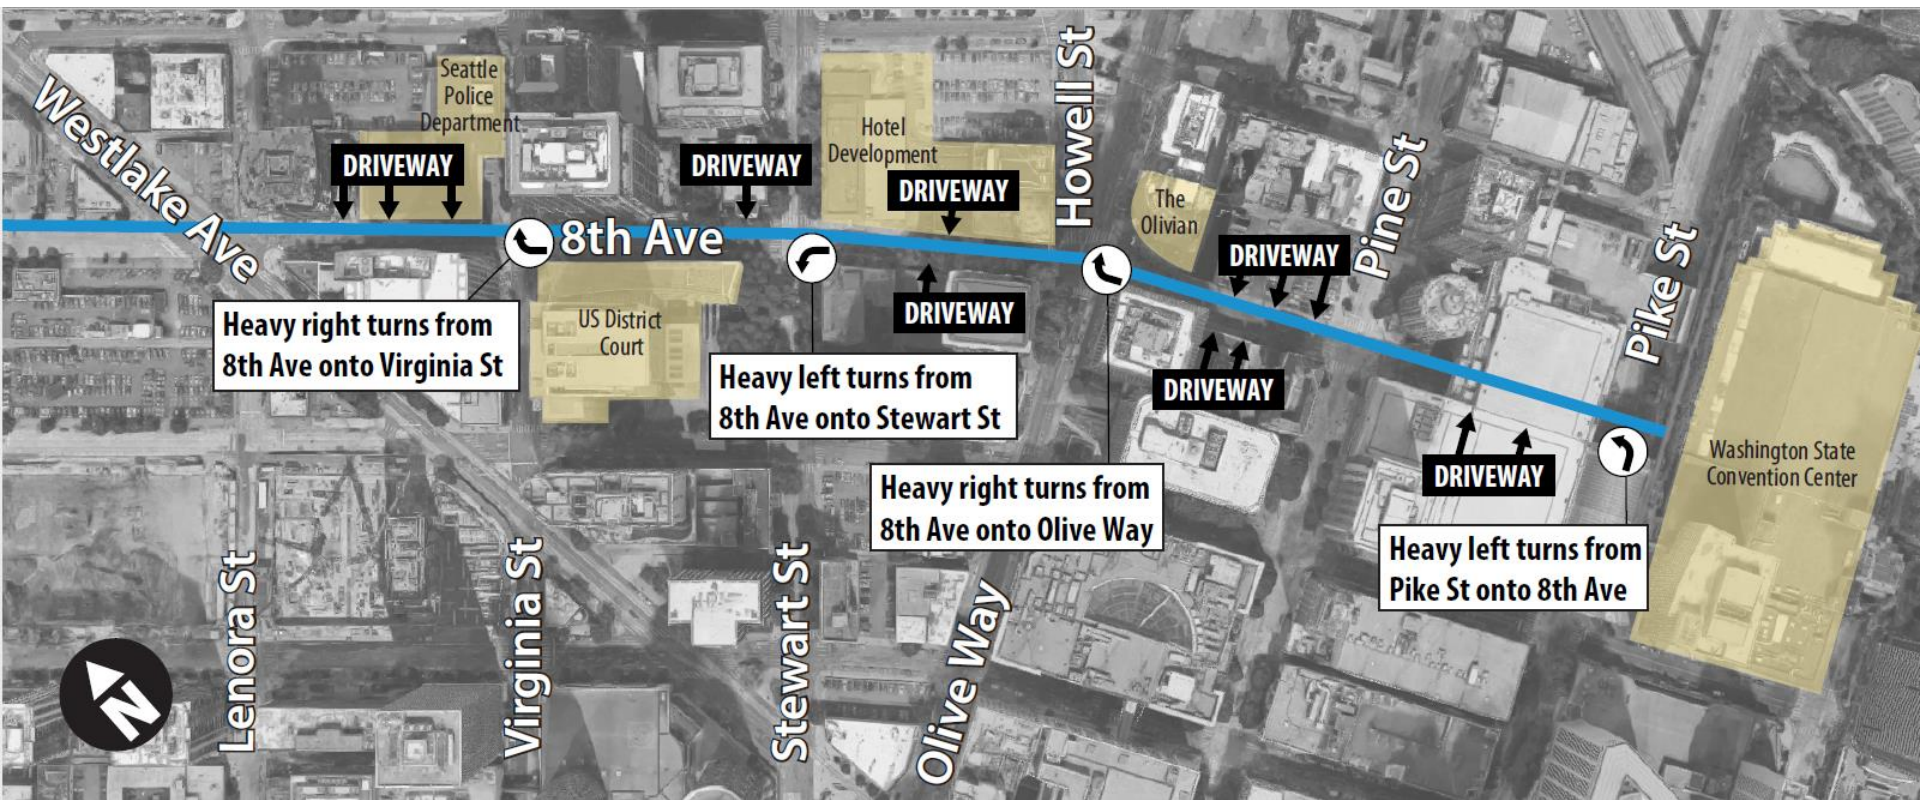 Westlake Ave
Seattle
Police
Department
DRIVEWAY
DRIVEWAY
Hotel
Development
DRIVEWAY
Howell St
The
Olivian
Pine St
DRIVEWAY
Pike St
8th Ave
Heavy right turns from
8th Ave onto Virginia St
US District
Court
DRIVEWAY
Heavy left turns from
8th Ave onto Stewart St
DRIVEWAY
Heavy right turns from
8th Ave onto Olive Way
DRIVEWAY
Washington State
Convention Center
Heavy left turns from
Pike St onto 8th Ave
N
Lenora St
Virginia St
Stewart St
Olive Way